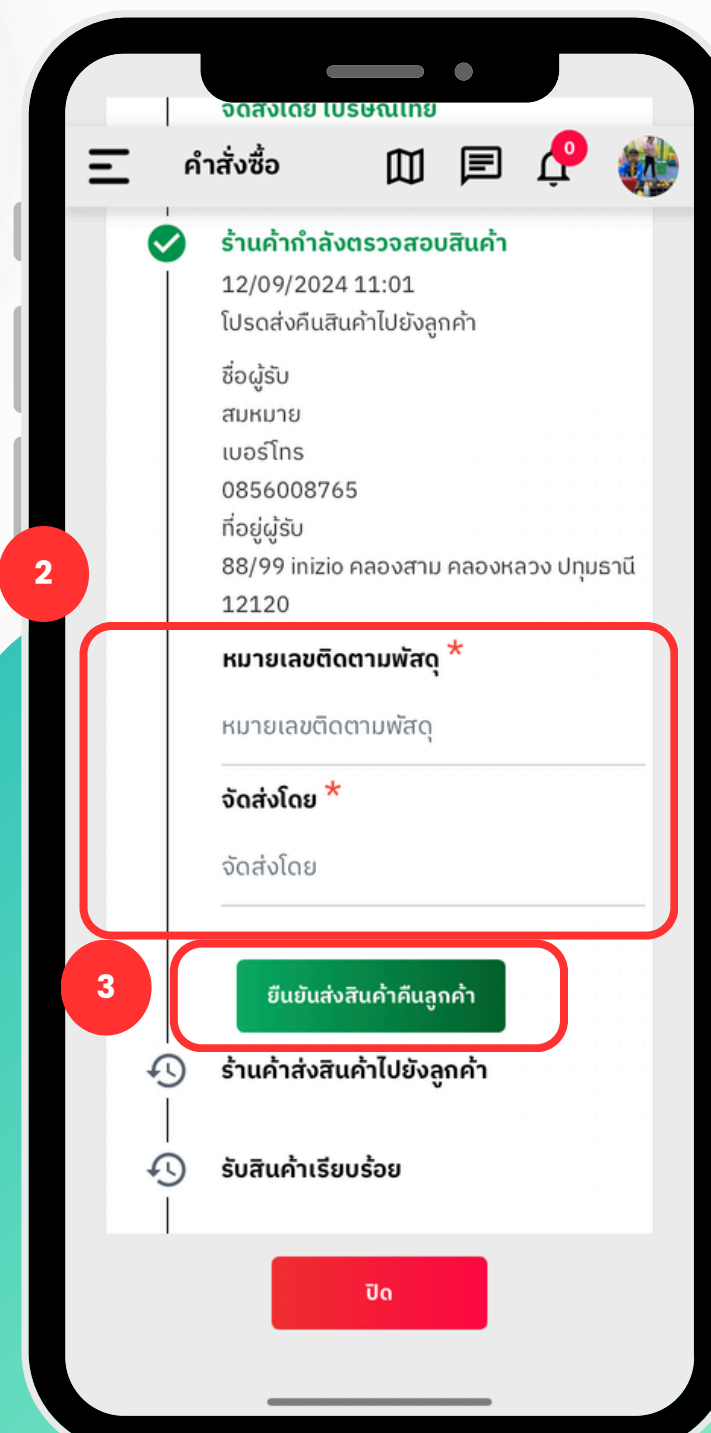 จัดส่งโดย ไปรษณีไทย
คำสั่งซื้อ
0
ร้านค้ากำลังตรวจสอบสินค้า
12/09/2024 11:01
โปรดส่งคืนสินค้าไปยังลูกค้า
ชื่อผู้รับ
สมหมาย
เบอร์โทร
0856008765
ที่อยู่ผู้รับ
88/99 inizio คลองสาม คลองหลวง ปทุมธานี
12120
2
หมายเลขติดตามพัสดุ *
หมายเลขติดตามพัสดุ
จัดส่งโดย *
จัดส่งโดย
3
ยืนยันส่งสินค้าคืนลูกค้า
ร้านค้าส่งสินค้าไปยังลูกค้า
รับสินค้าเรียบร้อย
ปิด